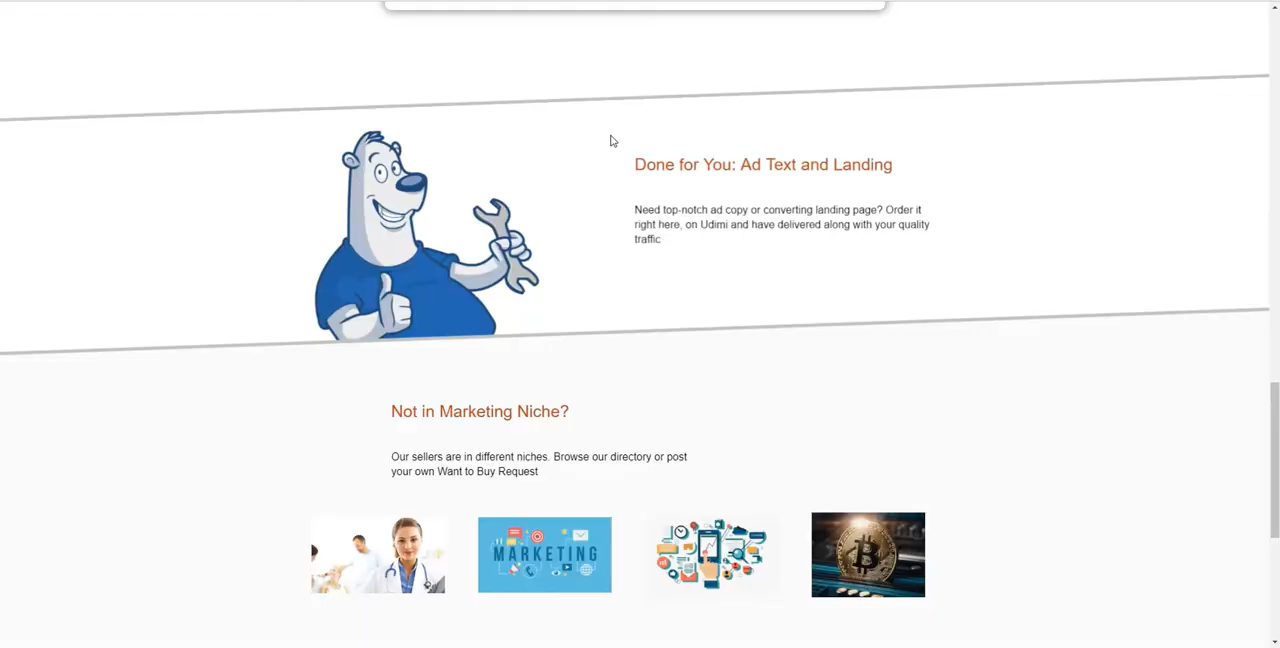 Done for You: Ad Text and Landing
Need top-notch ad copy or converting landing page? Order it
right here, on Udimi and have delivered along with your quality
traffic
Not in Marketing Niche?
Our sellers are in different niches. Browse our directory or post
your own Want to Buy Request
MARKETING